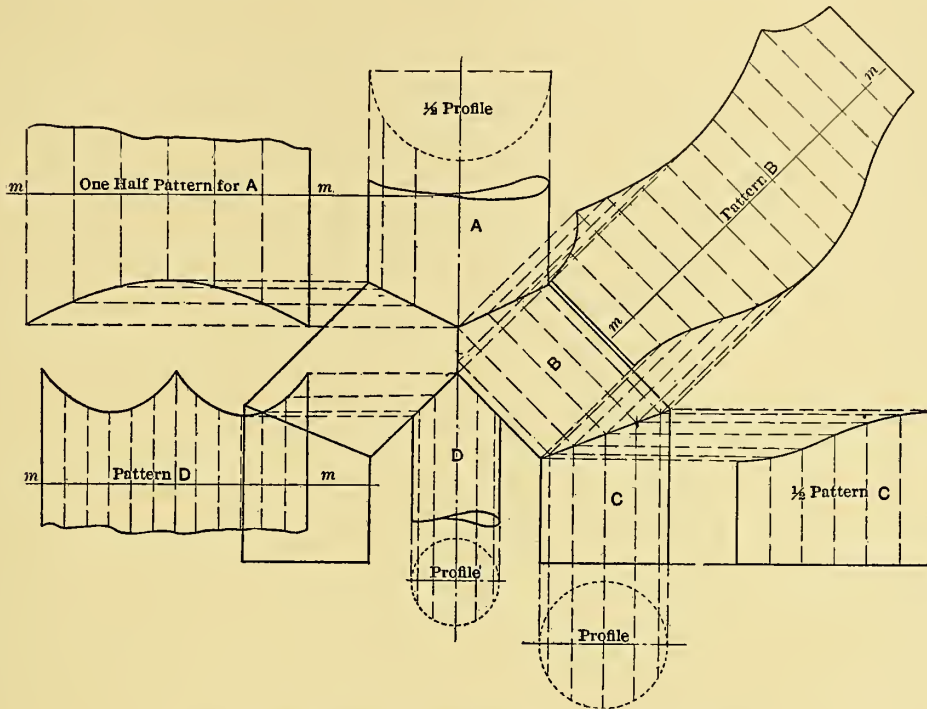 ½ Profile
m
One Half Pattern for A
m
A
m
Pattern B
m
B
m
Pattern D
m
D
C
½ Pattern C
Profile
Profile